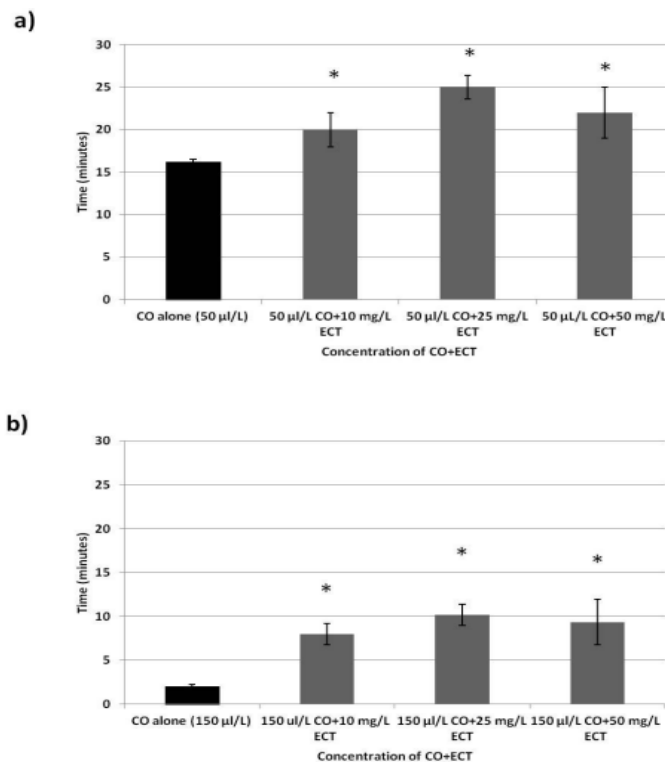 a)
30
25
20
15
10
5
0
Time (minutes)
*
*
*
CO alone (50 µl/L)
50 µl/L CO+10 mg/L
ECT
50 µl/L CO+25 mg/L
ECT
50 µL/L CO+50 mg/L
ECT
Concentration of CO+ECT
b)
30
25
20
15
10
5
0
Time (minutes)
*
*
*
CO alone (150 µl/L)
150 ul/L CO+10 mg/L
ECT
150 µl/L CO+25 mg/L
ECT
150 µl/L CO+50 mg/L
ECT
Concentration of CO+ECT